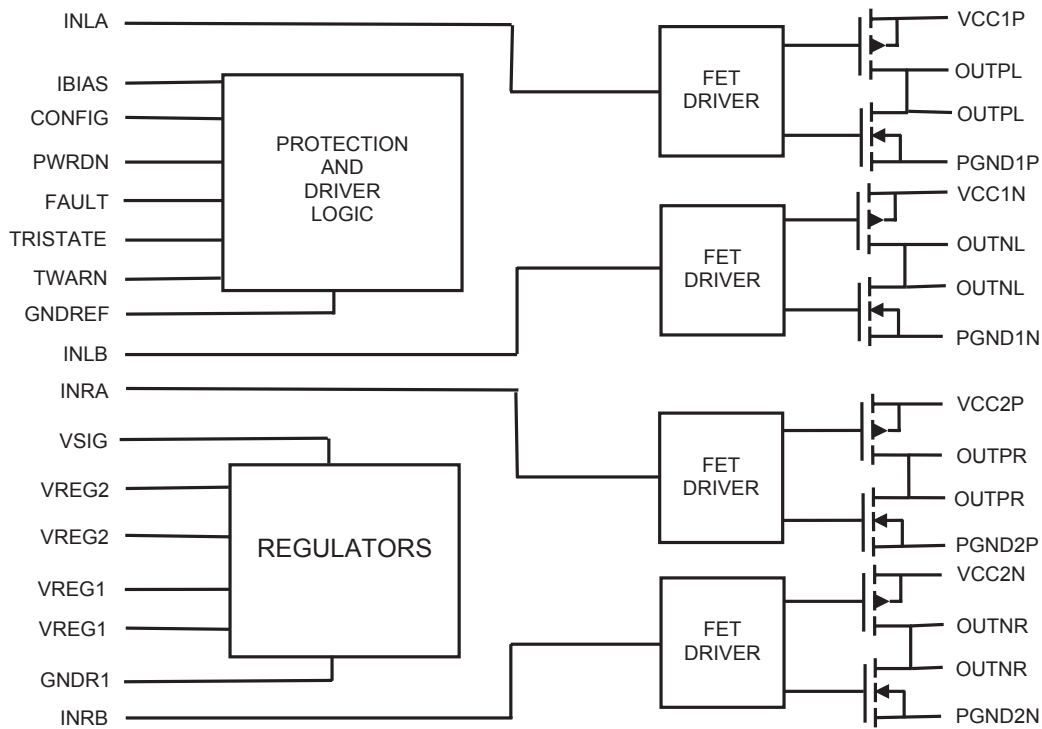 INLA
IBIAS
CONFIG
PWRDN
FAULT
TRISTATE
TWARN
GNDREF
INLB
INRA
VSIG
VREG2
VREG2
VREG1
VREG1
GNDR1
INRB
PROTECTION
AND
DRIVER
LOGIC
REGULATORS
FET
DRIVER
FET
DRIVER
FET
DRIVER
FET
DRIVER
VCC1P
OUTPL
OUTPL
PGND1P
VCC1N
OUTNL
OUTNL
PGND1N
VCC2P
OUTPR
OUTPR
PGND2P
VCC2N
OUTNR
OUTNR
PGND2N